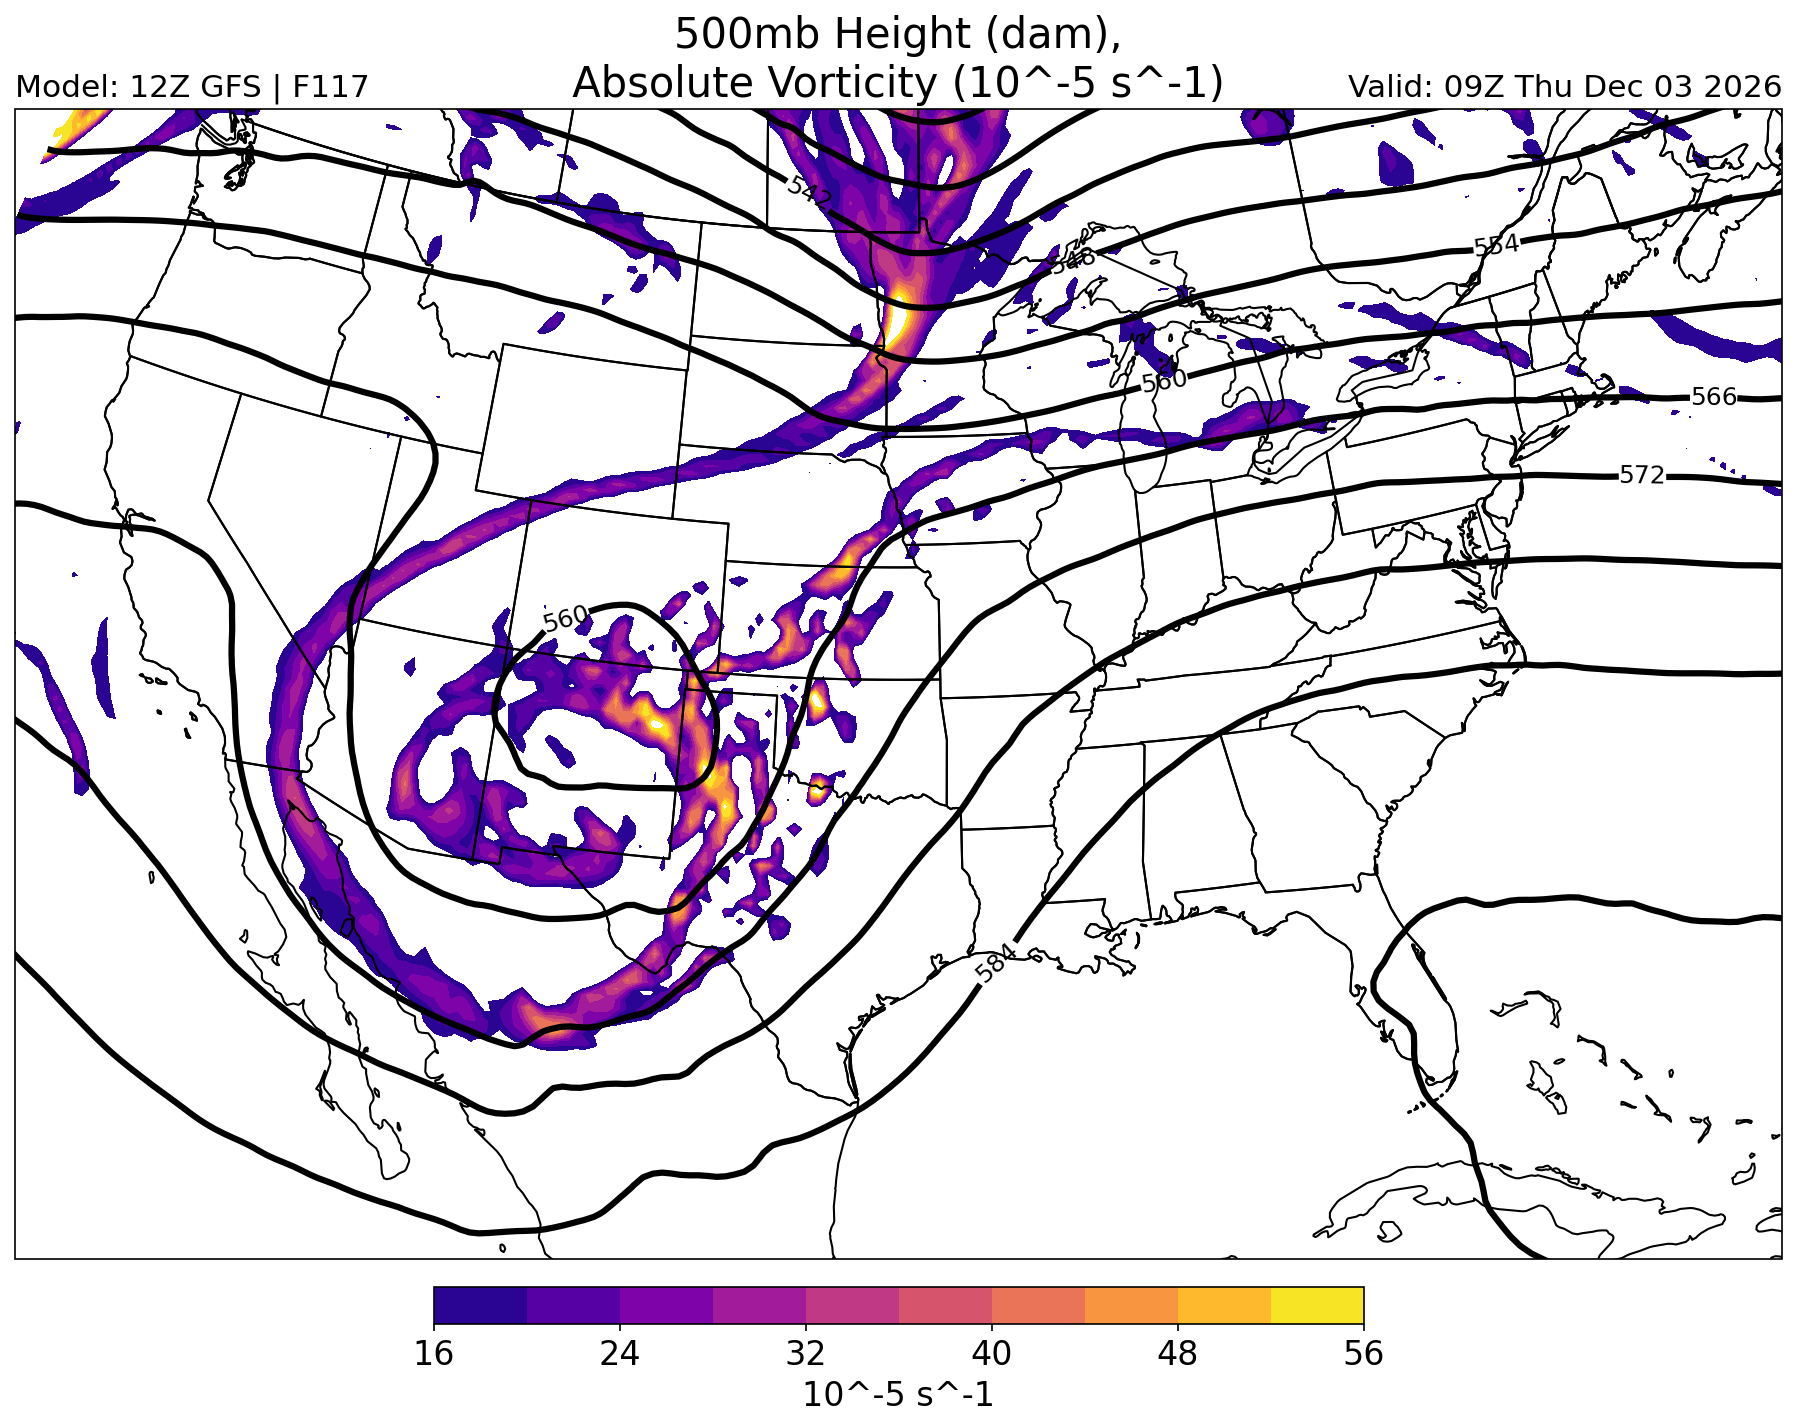 500mb Height (dam),
Absolute Vorticity (10^-5 s^-1)
Model: 12Z GFS | F117
Valid: 09Z Thu Dec 03 2026
542
548
554
560
566
572
560
584
16 24 32 40 48 56
10^-5 s^-1